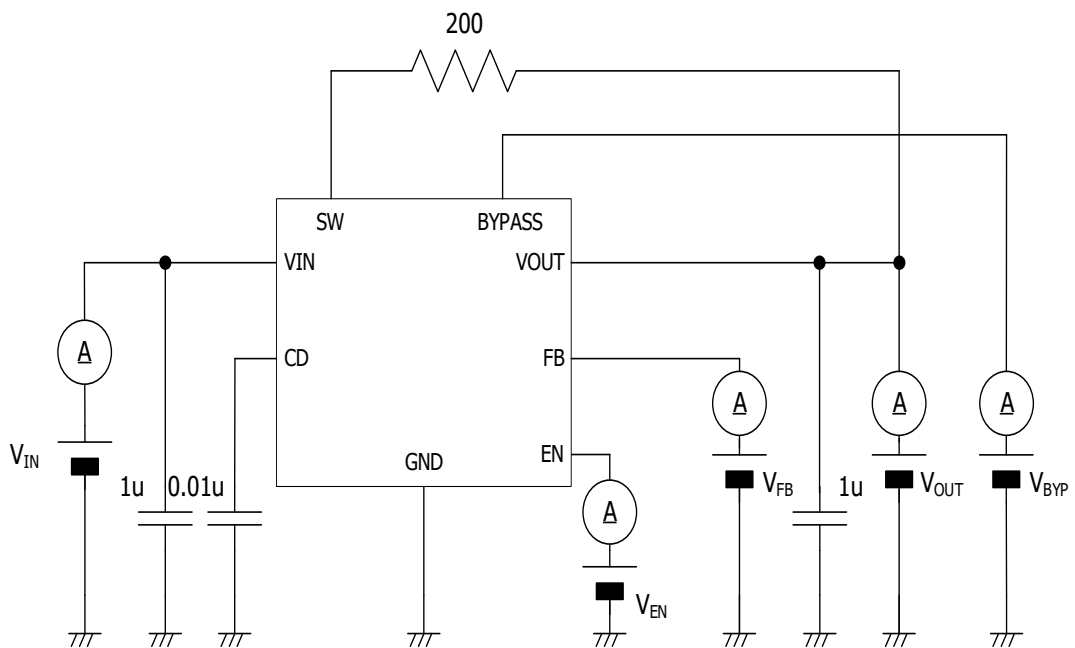 200
SW
BYPASS
VIN
VOUT
A
CD
FB
A
A
A
VIN
GND
EN
1u
0.01u
VFB
1u
VOUT
VBYP
A
VEN